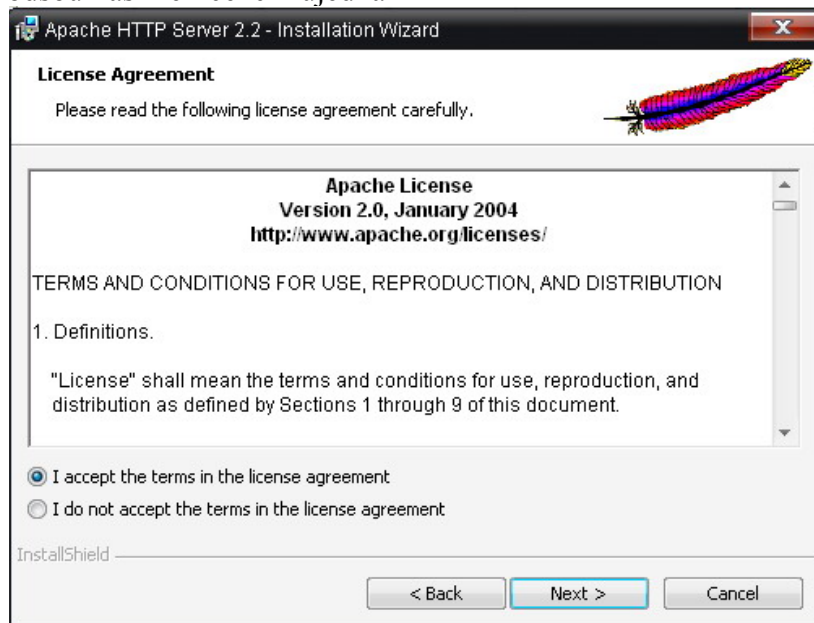 Apache HTTP Server 2.2 - Installation Wizard
License Agreement
Please read the following license agreement carefully.
Apache License
Version 2.0, January 2004
http://www.apache.org/licenses/
TERMS AND CONDITIONS FOR USE, REPRODUCTION, AND DISTRIBUTION
1. Definitions.
"License" shall mean the terms and conditions for use, reproduction, and
distribution as defined by Sections 1 through 9 of this document.
I accept the terms in the license agreement
I do not accept the terms in the license agreement
InstallShield
< Back
Next >
Cancel